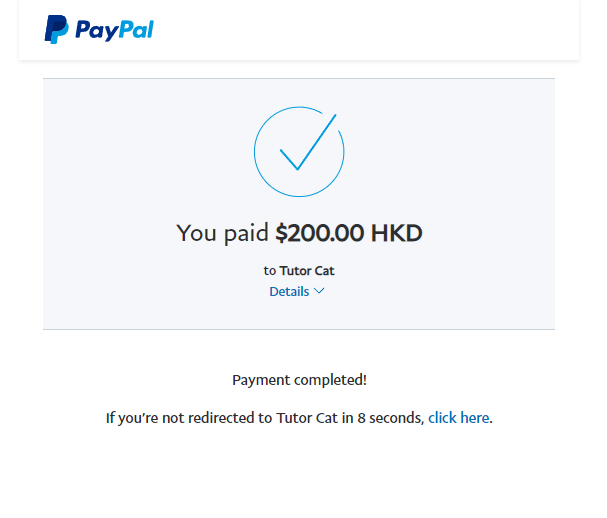 PayPal
You paid $200.00 HKD
to Tutor Cat
Details
Payment completed!
If you're not redirected to Tutor Cat in 8 seconds, click here.